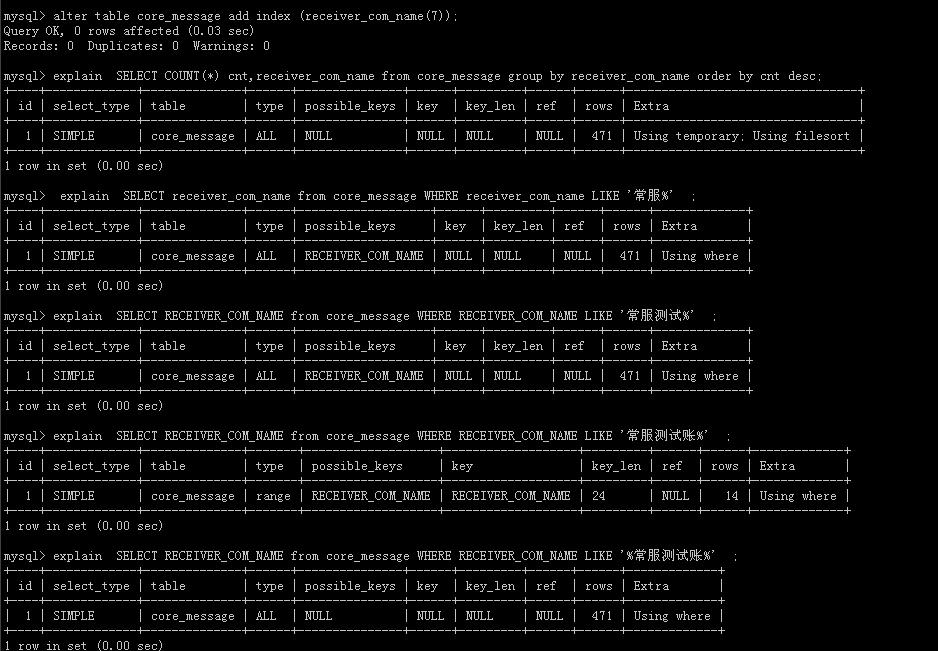 mysql> alter table core_message add index (receiver_com_name(7));
Query OK, 0 rows affected (0.03 sec)
Records: 0  Duplicates: 0  Warnings: 0
mysql> explain  SELECT COUNT(*) cnt,receiver_com_name from core_message group by receiver_com_name order by cnt desc;
| id | select_type | table        | type | possible_keys | key  | key_len | ref  | rows | Extra                           |
|  1 | SIMPLE      | core_message | ALL  | NULL          | NULL | NULL    | NULL |  471 | Using temporary; Using filesort |
1 row in set (0.00 sec)
mysql>  explain  SELECT receiver_com_name from core_message WHERE receiver_com_name LIKE '常服%'  ;
| id | select_type | table        | type | possible_keys     | key  | key_len | ref  | rows | Extra       |
|  1 | SIMPLE      | core_message | ALL  | RECEIVER_COM_NAME | NULL | NULL    | NULL |  471 | Using where |
1 row in set (0.00 sec)
mysql> explain  SELECT RECEIVER_COM_NAME from core_message WHERE RECEIVER_COM_NAME LIKE '常服测试%'  ;
| id | select_type | table        | type | possible_keys     | key  | key_len | ref  | rows | Extra       |
|  1 | SIMPLE      | core_message | ALL  | RECEIVER_COM_NAME | NULL | NULL    | NULL |  471 | Using where |
1 row in set (0.00 sec)
mysql> explain  SELECT RECEIVER_COM_NAME from core_message WHERE RECEIVER_COM_NAME LIKE '常服测试账%'  ;
| id | select_type | table        | type  | possible_keys     | key               | key_len | ref  | rows | Extra       |
|  1 | SIMPLE      | core_message | range | RECEIVER_COM_NAME | RECEIVER_COM_NAME | 24      | NULL |   14 | Using where |
1 row in set (0.00 sec)
mysql> explain  SELECT RECEIVER_COM_NAME from core_message WHERE RECEIVER_COM_NAME LIKE '%常服测试账%'  ;
| id | select_type | table        | type | possible_keys | key  | key_len | ref  | rows | Extra       |
|  1 | SIMPLE      | core_message | ALL  | NULL          | NULL | NULL    | NULL |  471 | Using where |
1 row in set (0.00 sec)